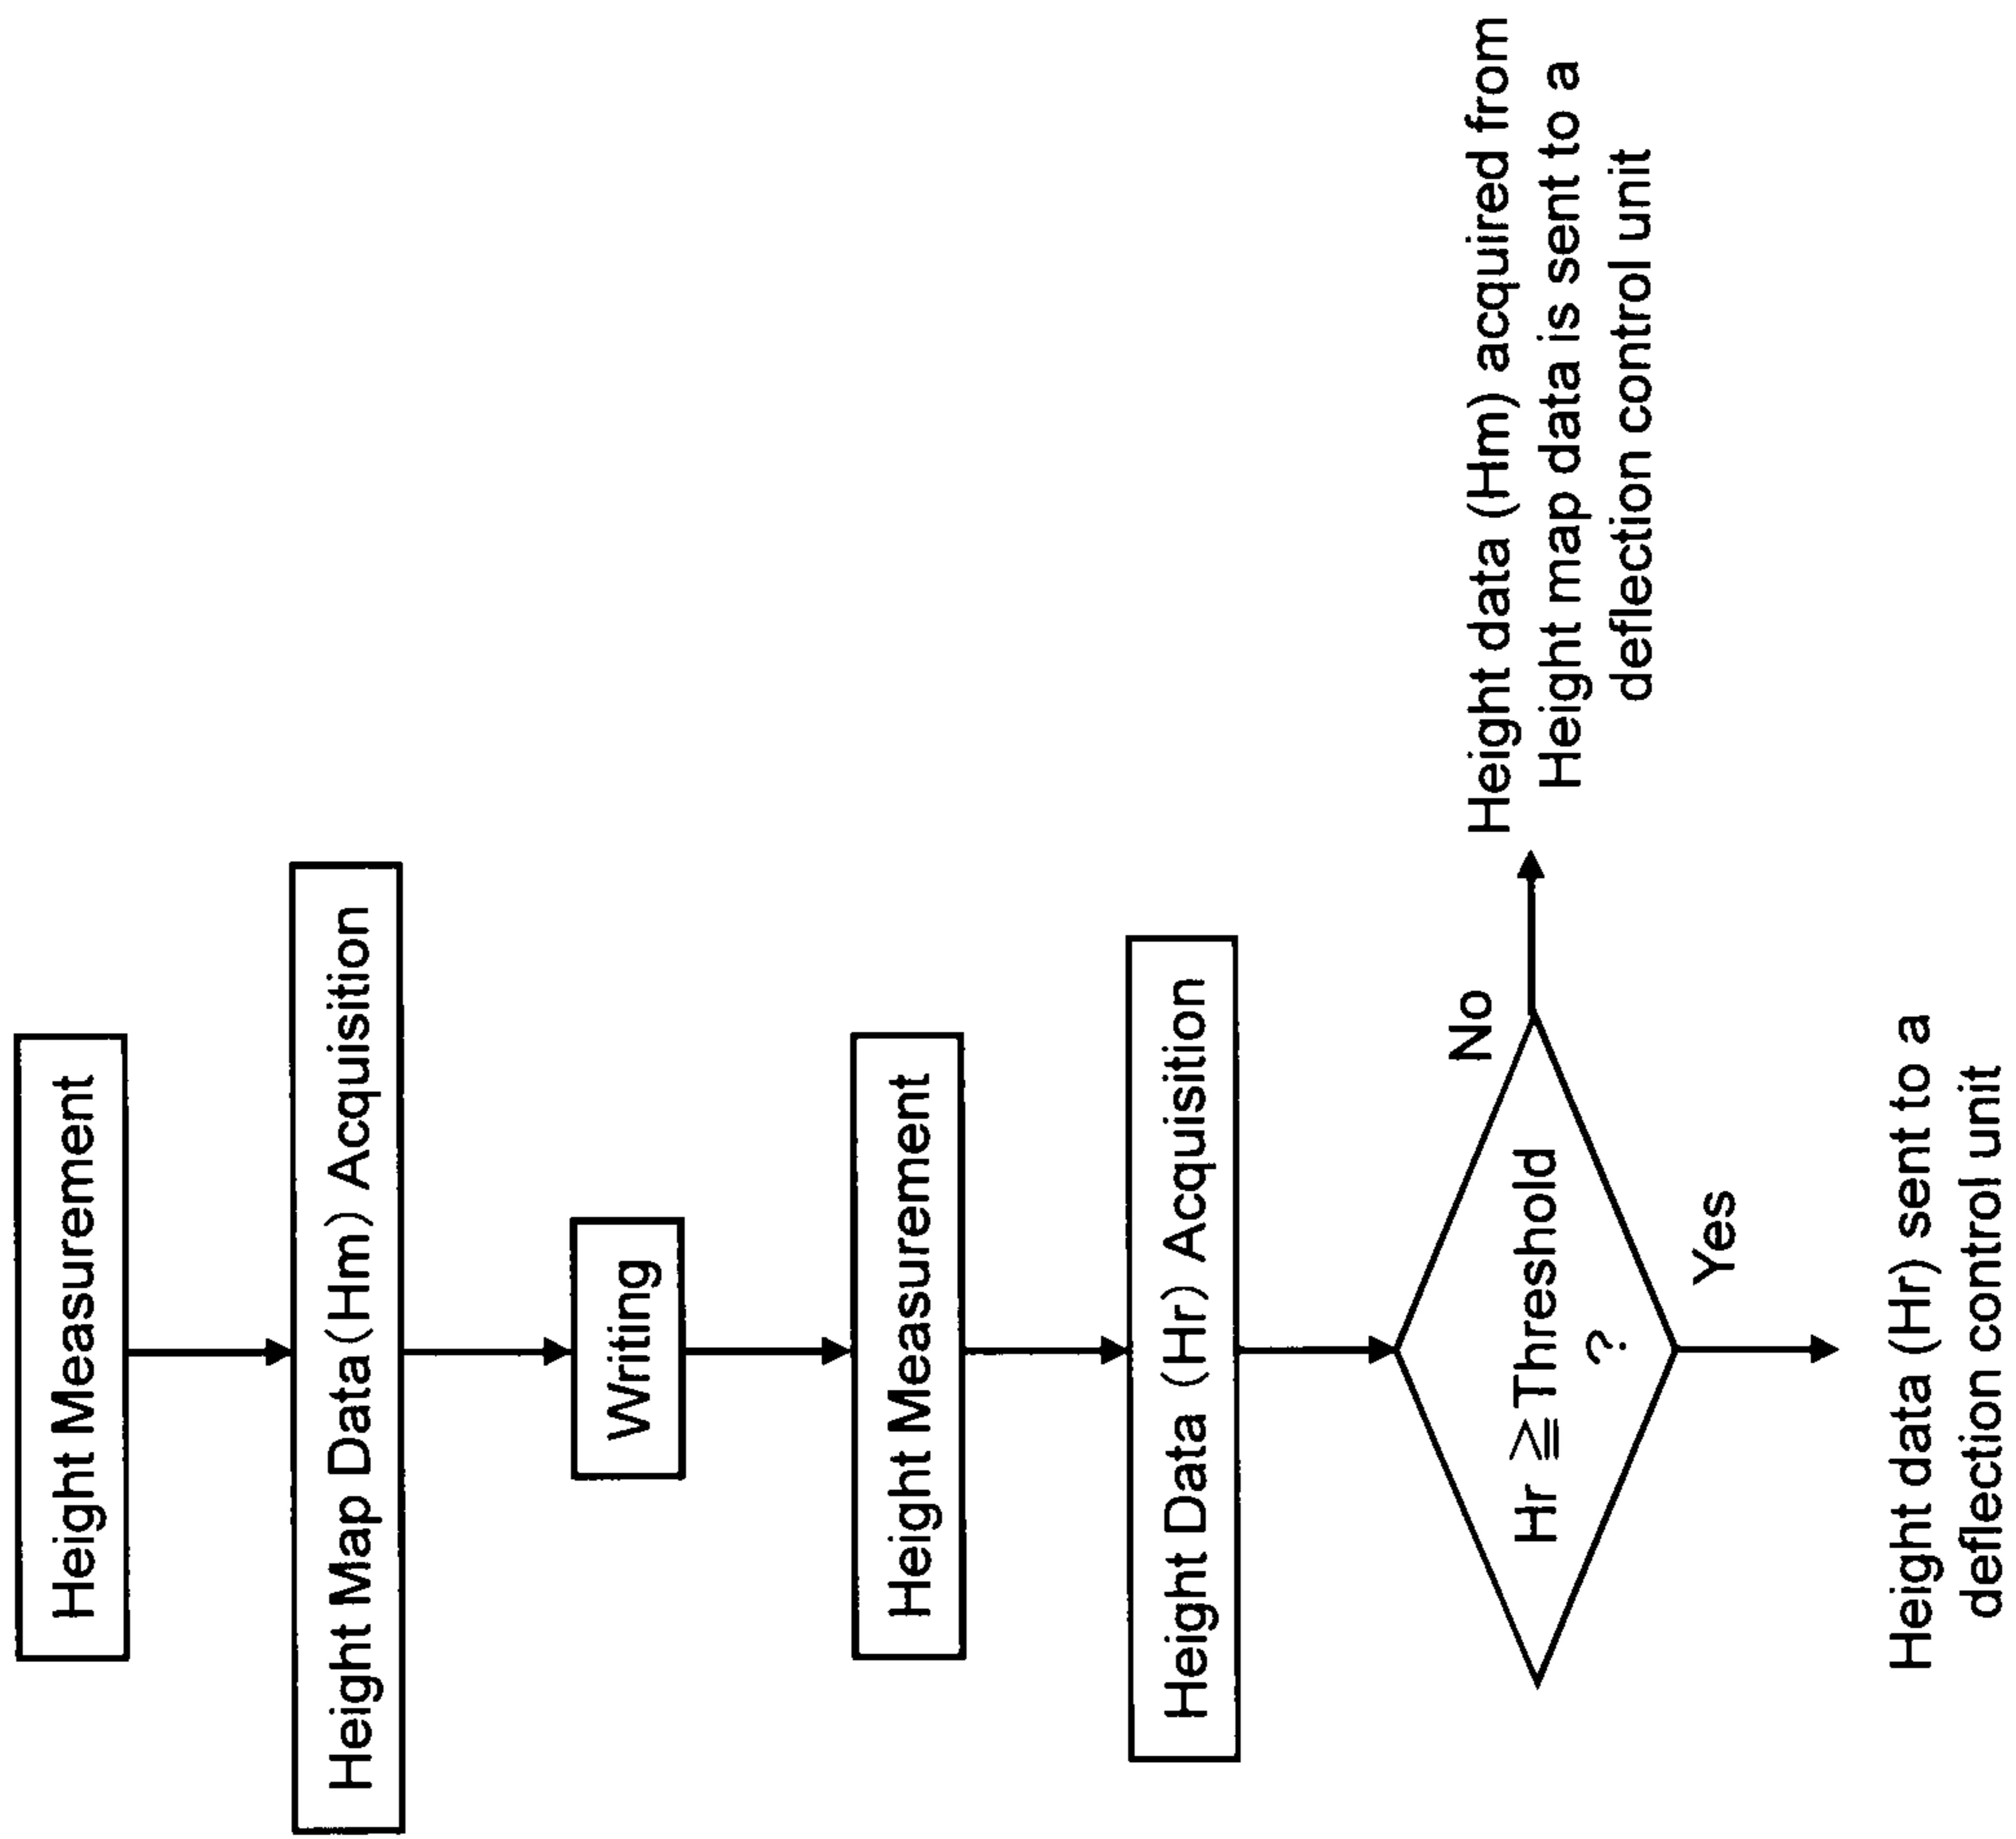 Height Measurement
Height Map Data (Hm) Acquisition
Writing
Height Measurement
Height Data (Hr) Acquisition
Hr ≧Threshold
?
No
Height data (Hm) acquired from
Height map data is sent to a
deflection control unit
Yes
Height data (Hr) sent to a
deflection control unit